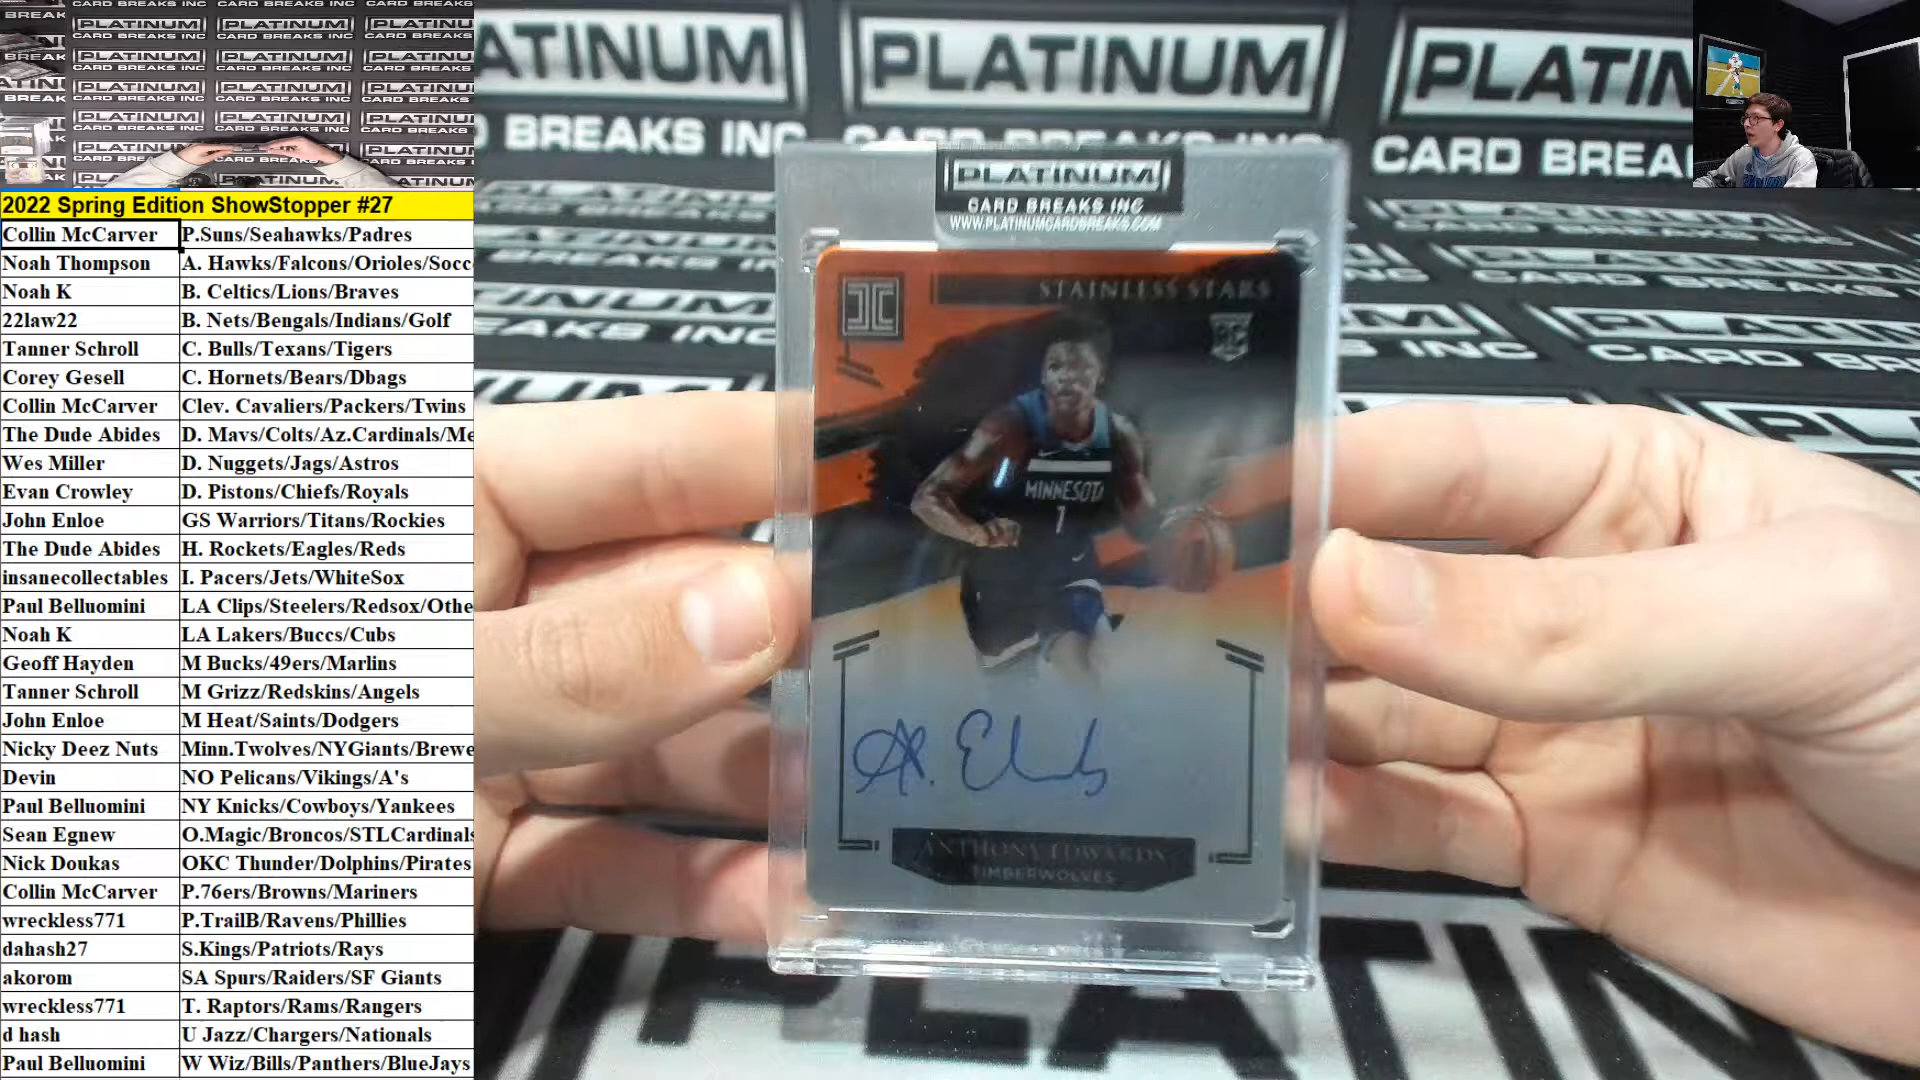 2022 Spring Edition ShowStopper #27
Collin McCarver P.Suns/Seahawks/Padres
Noah Thompson A. Hawks/Falcons/Orioles/Socc
Noah K B. Celtics/Lions/Braves
22law22 B. Nets/Bengals/Indians/Golf
Tanner Schroll C. Bulls/Texans/Tigers
Corey Gesell C. Hornets/Bears/Dbags
Collin McCarver Clev. Cavaliers/Packers/Twins
The Dude Abides D. Mavs/Colts/Az.Cardinals/Me
Wes Miller D. Nuggets/Jags/Astros
Evan Crowley D. Pistons/Chiefs/Royals
John Enloe GS Warriors/Titans/Rockies
The Dude Abides H. Rockets/Eagles/Reds
insanecollectables I. Pacers/Jets/WhiteSox
Paul Belluomini LA Clips/Steelers/Redsox/Othe
Noah K LA Lakers/Buccs/Cubs
Geoff Hayden M Bucks/49ers/Marlins
Tanner Schroll M Grizz/Redskins/Angels
John Enloe M Heat/Saints/Dodgers
Nicky Deez Nuts Minn.Twolves/NYGiants/Brewe
Devin NO Pelicans/Vikings/A's
Paul Belluomini NY Knicks/Cowboys/Yankees
Sean Egnew O.Magic/Broncos/STLCardinals
Nick Doukas OKC Thunder/Dolphins/Pirates
Collin McCarver P.76ers/Browns/Mariners
wreckless771 P.TrailB/Ravens/Phillies
dahash27 S.Kings/Patriots/Rays
akorom SA Spurs/Raiders/SF Giants
wreckless771 T. Raptors/Rams/Rangers
d hash U Jazz/Chargers/Nationals
Paul Belluomini W Wiz/Bills/Panthers/BlueJays
ATINUM PLATINUM PLATIN
D BREAKS INC CARD BREAKS INC CARD BREA
PLATINUM
CARD BREAKS INC
WWW.PLATINUMCARDBREAKS.COM
STAINLESS STARS
RC
MINNESOTA
1
A. Edwards
ANTHONY EDWARDS
TIMBERWOLVES
PLATINUM